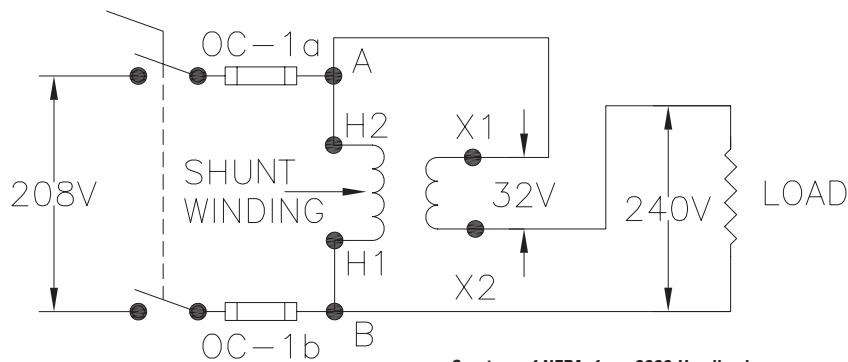 OC-1a
A
H2
X1
SHUNT
WINDING
208V
32V
240V
LOAD
H1
X2
OC-1b
B